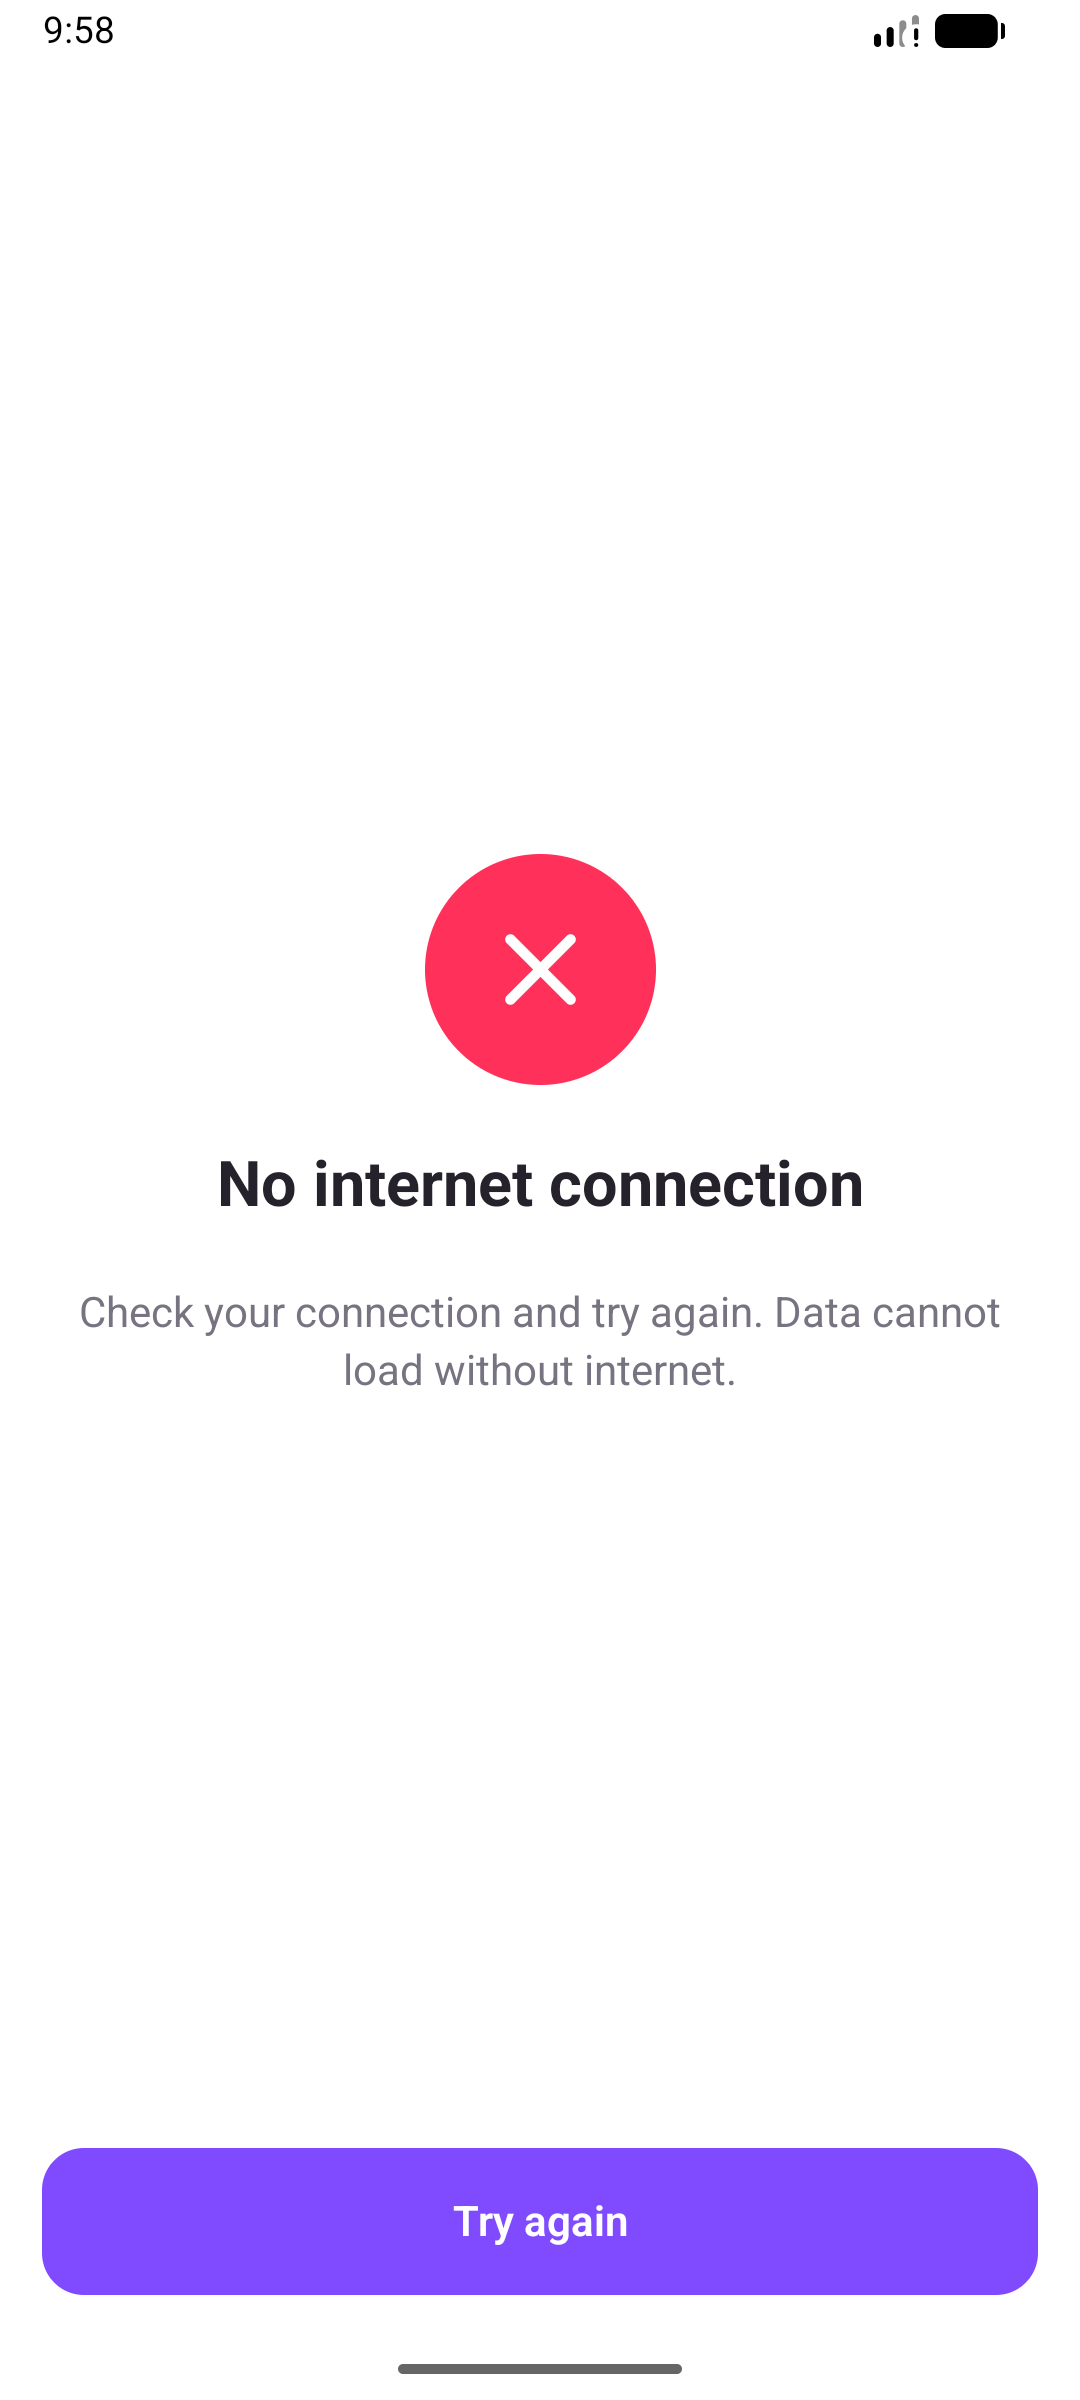 9:58
No internet connection
Check your connection and try again. Data cannot
load without internet.
Try again